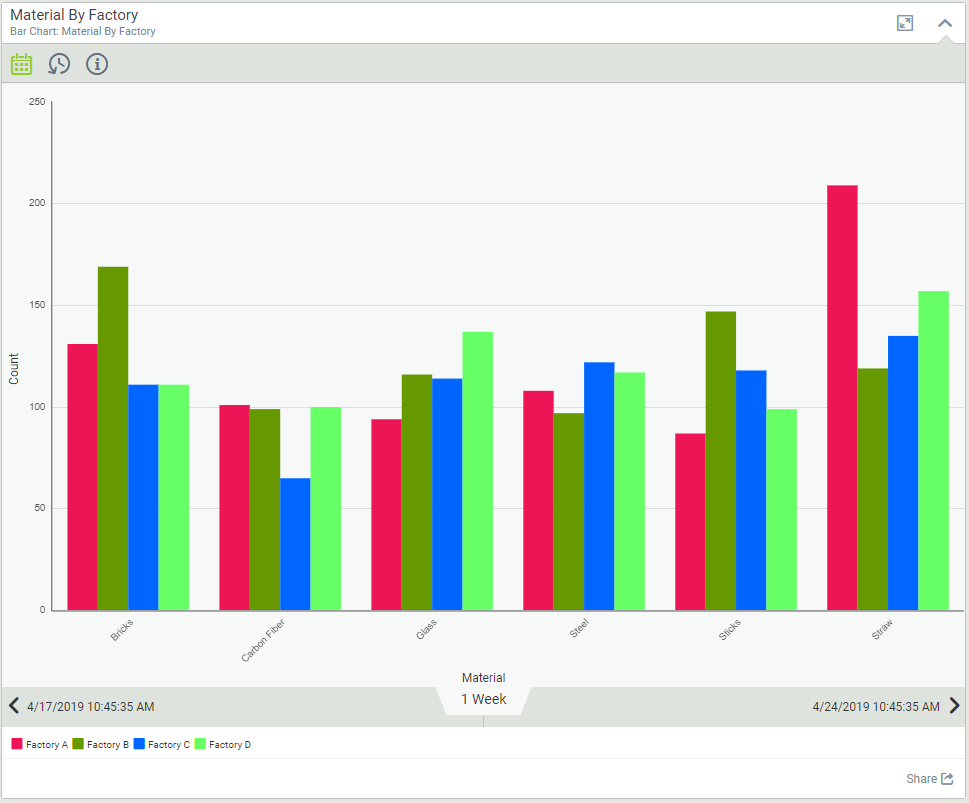 Material By Factory
Bar Chart: Material By Factory
250
200
150
100
50
0
Count
Bricks
Carbon Fiber
Glass
Steel
Sticks
Straw
Material
4/17/2019 10:45:35 AM
1 Week
4/24/2019 10:45:35 AM
Factory A Factory B Factory C Factory D
Share